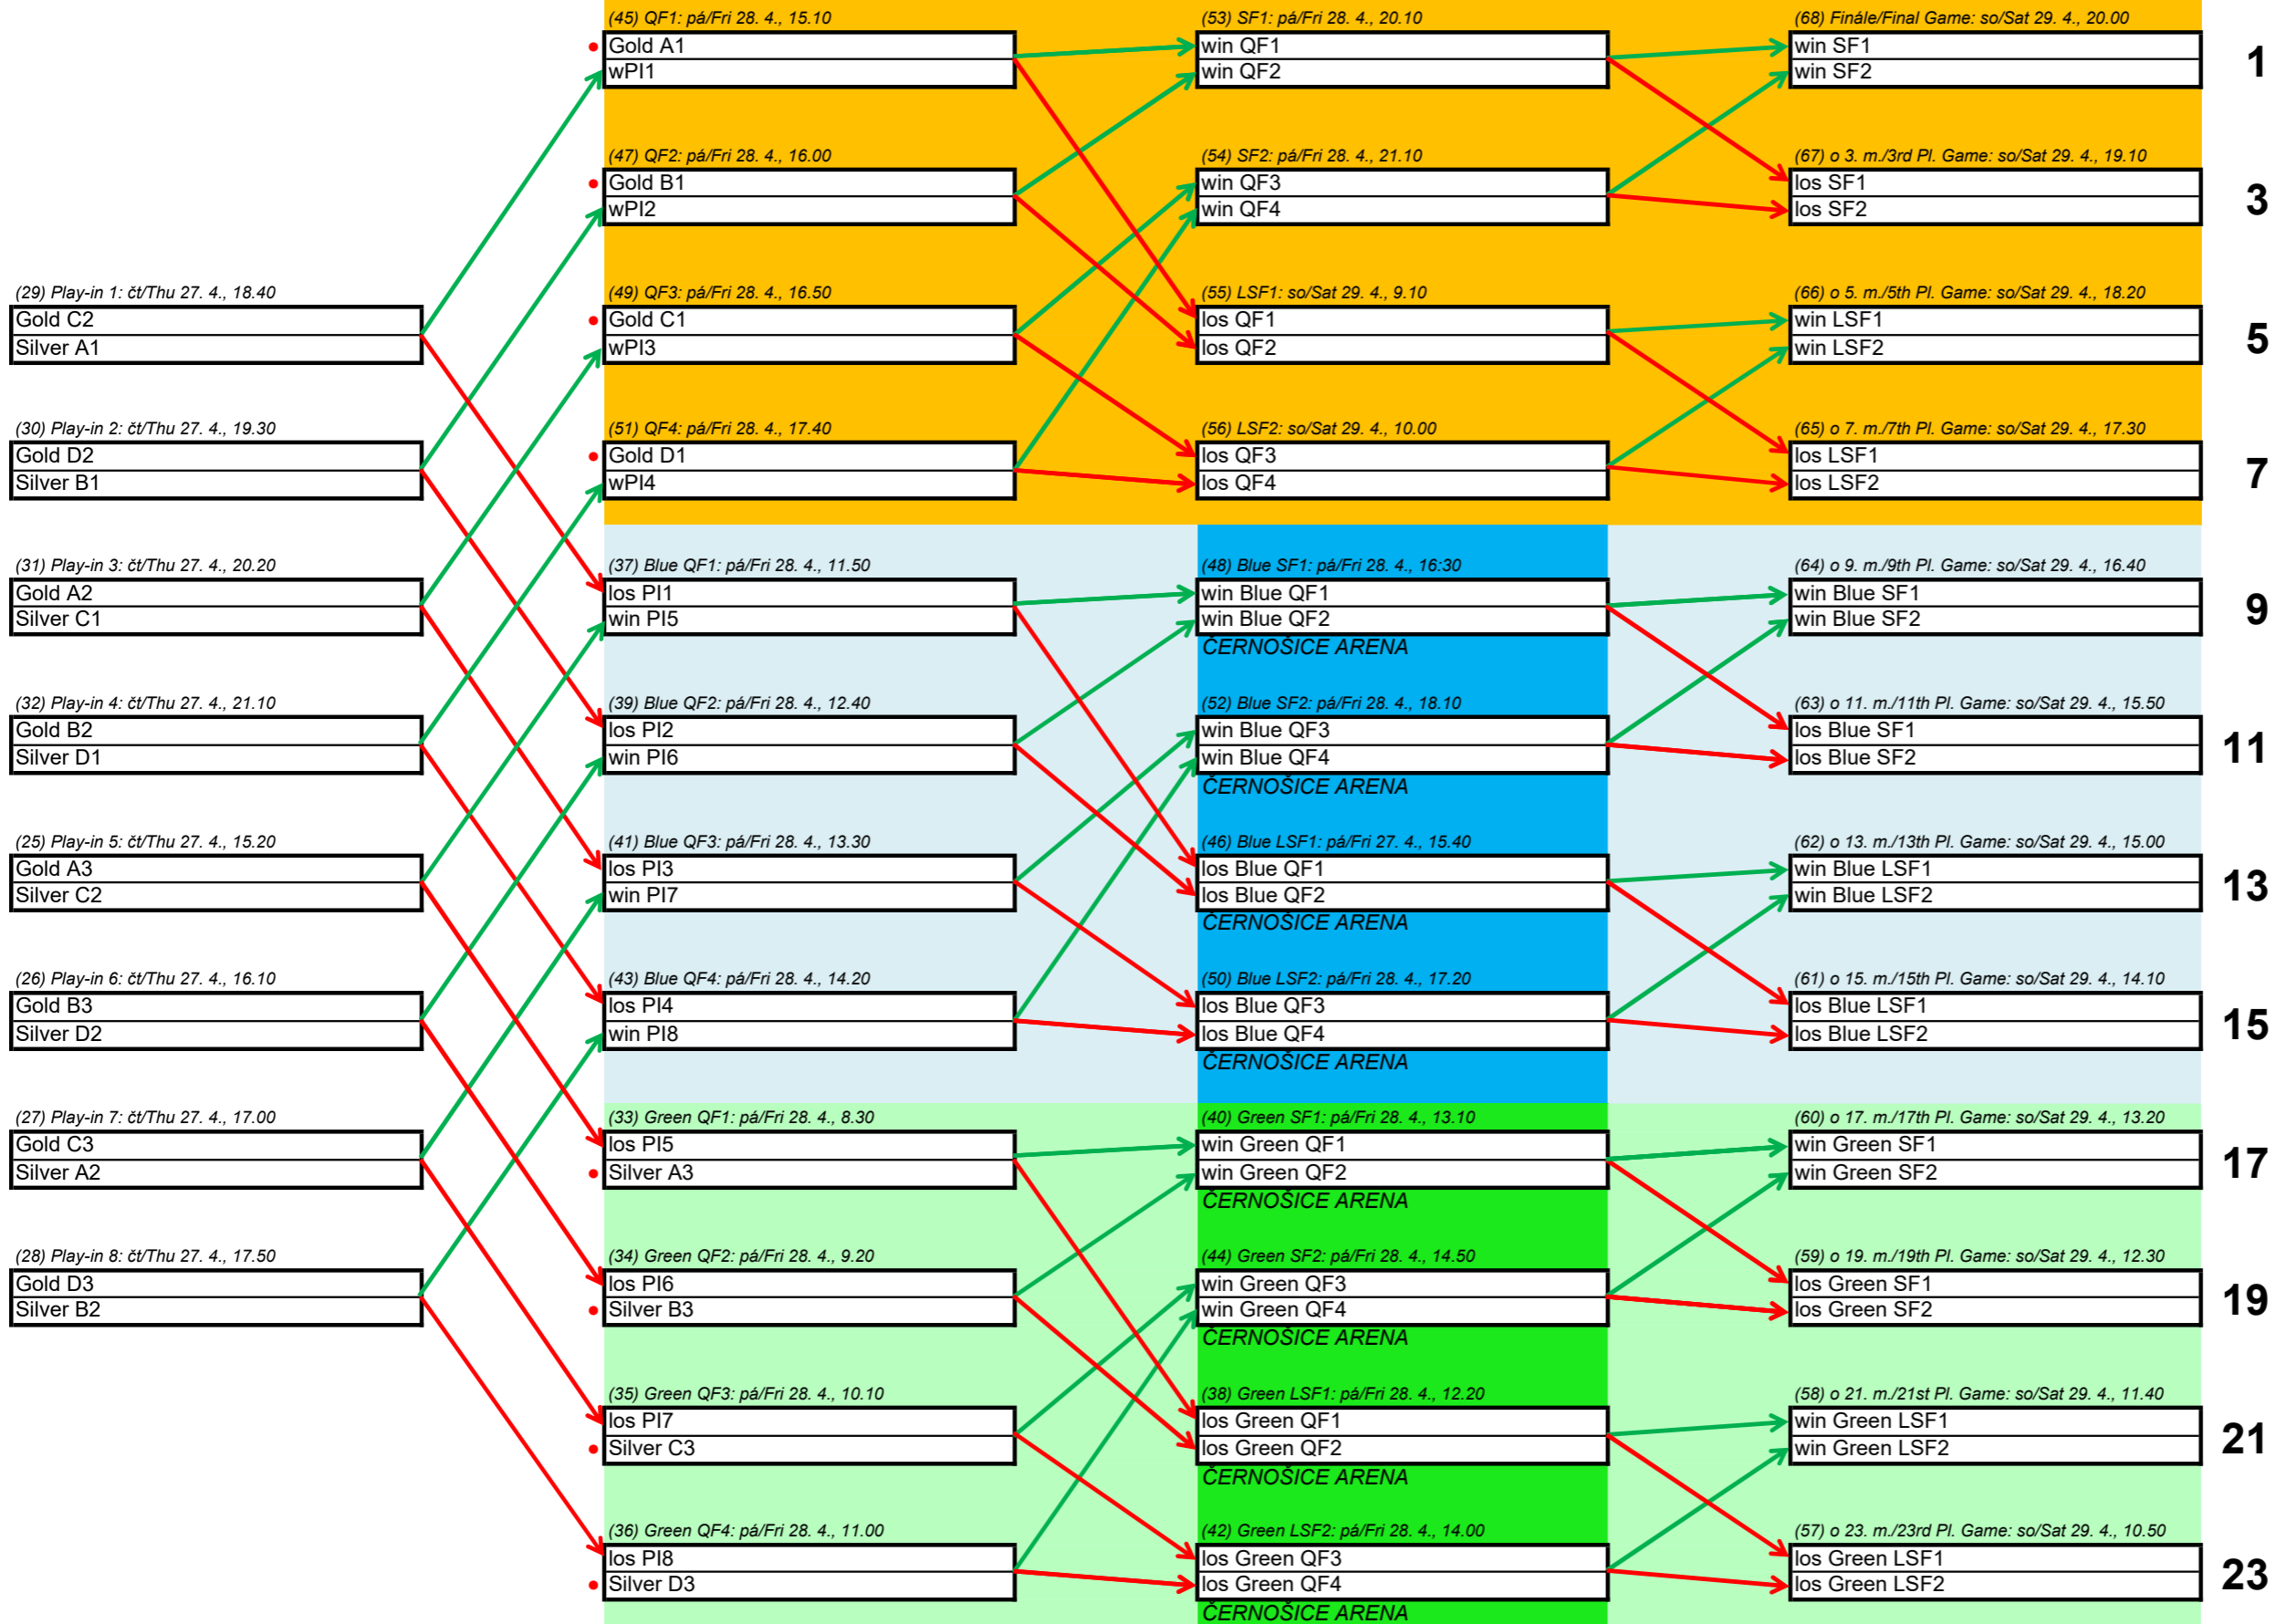 (45) QF1: pá/Fri 28. 4., 15.10
Gold A1
wPI1
(53) SF1: pá/Fri 28. 4., 20.10
win QF1
win QF2
(68) Finále/Final Game: so/Sat 29. 4., 20.00
win SF1
win SF2
1
(47) QF2: pá/Fri 28. 4., 16.00
Gold B1
wPI2
(54) SF2: pá/Fri 28. 4., 21.10
win QF3
win QF4
(67) o 3. m./3rd Pl. Game: so/Sat 29. 4., 19.10
los SF1
los SF2
3
(29) Play-in 1: čt/Thu 27. 4., 18.40
Gold C2
Silver A1
(49) QF3: pá/Fri 28. 4., 16.50
Gold C1
wPI3
(55) LSF1: so/Sat 29. 4., 9.10
los QF1
los QF2
(66) o 5. m./5th Pl. Game: so/Sat 29. 4., 18.20
win LSF1
win LSF2
5
(30) Play-in 2: čt/Thu 27. 4., 19.30
Gold D2
Silver B1
(51) QF4: pá/Fri 28. 4., 17.40
Gold D1
wPI4
(56) LSF2: so/Sat 29. 4., 10.00
los QF3
los QF4
(65) o 7. m./7th Pl. Game: so/Sat 29. 4., 17.30
los LSF1
los LSF2
7
(31) Play-in 3: čt/Thu 27. 4., 20.20
Gold A2
Silver C1
(37) Blue QF1: pá/Fri 28. 4., 11.50
los PI1
win PI5
(48) Blue SF1: pá/Fri 28. 4., 16:30
win Blue QF1
win Blue QF2
ČERNOŠICE ARENA
(64) o 9. m./9th Pl. Game: so/Sat 29. 4., 16.40
win Blue SF1
win Blue SF2
9
(32) Play-in 4: čt/Thu 27. 4., 21.10
Gold B2
Silver D1
(39) Blue QF2: pá/Fri 28. 4., 12.40
los PI2
win PI6
(52) Blue SF2: pá/Fri 28. 4., 18.10
win Blue QF3
win Blue QF4
ČERNOŠICE ARENA
(63) o 11. m./11th Pl. Game: so/Sat 29. 4., 15.50
los Blue SF1
los Blue SF2
11
(25) Play-in 5: čt/Thu 27. 4., 15.20
Gold A3
Silver C2
(41) Blue QF3: pá/Fri 28. 4., 13.30
los PI3
win PI7
(46) Blue LSF1: pá/Fri 27. 4., 15.40
los Blue QF1
los Blue QF2
ČERNOŠICE ARENA
(62) o 13. m./13th Pl. Game: so/Sat 29. 4., 15.00
win Blue LSF1
win Blue LSF2
13
(26) Play-in 6: čt/Thu 27. 4., 16.10
Gold B3
Silver D2
(43) Blue QF4: pá/Fri 28. 4., 14.20
los PI4
win PI8
(50) Blue LSF2: pá/Fri 28. 4., 17.20
los Blue QF3
los Blue QF4
ČERNOŠICE ARENA
(61) o 15. m./15th Pl. Game: so/Sat 29. 4., 14.10
los Blue LSF1
los Blue LSF2
15
(27) Play-in 7: čt/Thu 27. 4., 17.00
Gold C3
Silver A2
(33) Green QF1: pá/Fri 28. 4., 8.30
los PI5
Silver A3
(40) Green SF1: pá/Fri 28. 4., 13.10
win Green QF1
win Green QF2
ČERNOŠICE ARENA
(60) o 17. m./17th Pl. Game: so/Sat 29. 4., 13.20
win Green SF1
win Green SF2
17
(28) Play-in 8: čt/Thu 27. 4., 17.50
Gold D3
Silver B2
(34) Green QF2: pá/Fri 28. 4., 9.20
los PI6
Silver B3
(44) Green SF2: pá/Fri 28. 4., 14.50
win Green QF3
win Green QF4
ČERNOŠICE ARENA
(59) o 19. m./19th Pl. Game: so/Sat 29. 4., 12.30
los Green SF1
los Green SF2
19
(35) Green QF3: pá/Fri 28. 4., 10.10
los PI7
Silver C3
(38) Green LSF1: pá/Fri 28. 4., 12.20
los Green QF1
los Green QF2
ČERNOŠICE ARENA
(58) o 21. m./21st Pl. Game: so/Sat 29. 4., 11.40
win Green LSF1
win Green LSF2
21
(36) Green QF4: pá/Fri 28. 4., 11.00
los PI8
Silver D3
(42) Green LSF2: pá/Fri 28. 4., 14.00
los Green QF3
los Green QF4
ČERNOŠICE ARENA
(57) o 23. m./23rd Pl. Game: so/Sat 29. 4., 10.50
los Green LSF1
los Green LSF2
23